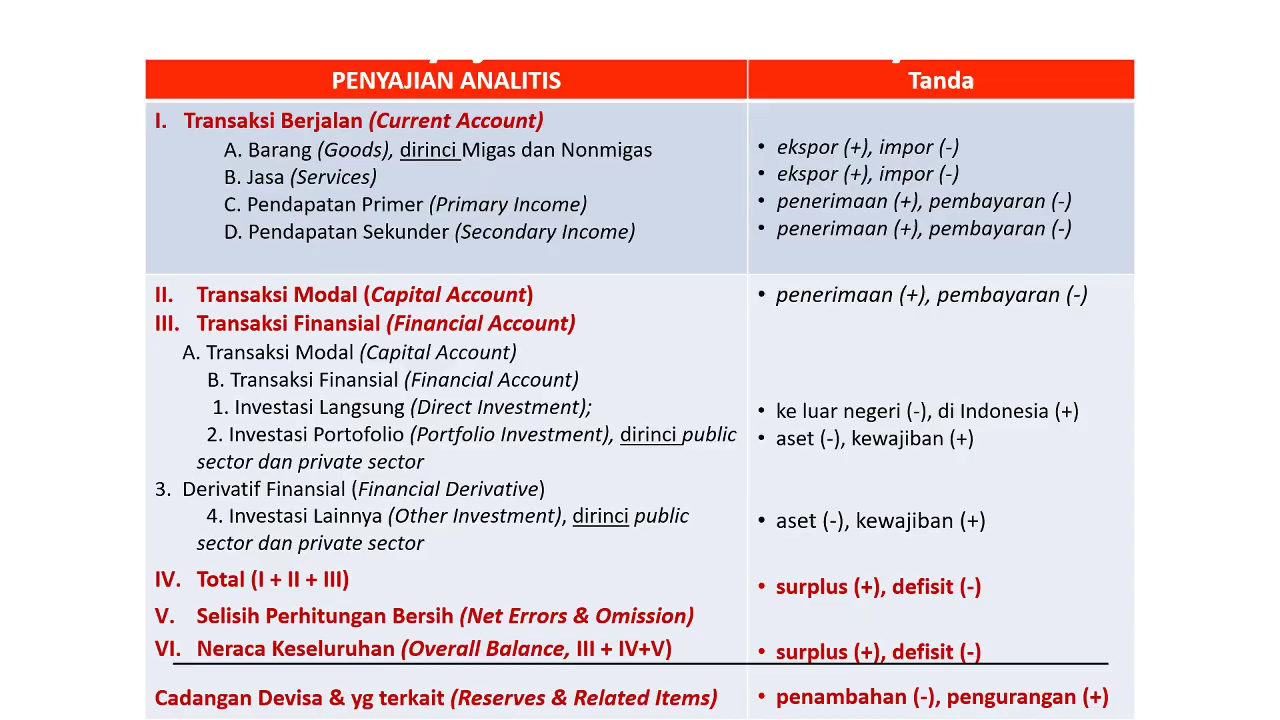 PENYAJIAN ANALITIS
Tanda
I. Transaksi Berjalan (Current Account)
A. Barang (Goods), dirinci Migas dan Nonmigas
B. Jasa (Services)
C. Pendapatan Primer (Primary Income)
D. Pendapatan Sekunder (Secondary Income)
• ekspor (+), impor (-)
• ekspor (+), impor (-)
• penerimaan (+), pembayaran (-)
• penerimaan (+), pembayaran (-)
II. Transaksi Modal (Capital Account)
III. Transaksi Finansial (Financial Account)
A. Transaksi Modal (Capital Account)
B. Transaksi Finansial (Financial Account)
1. Investasi Langsung (Direct Investment);
2. Investasi Portofolio (Portfolio Investment), dirinci public
sector dan private sector
3. Derivatif Finansial (Financial Derivative)
4. Investasi Lainnya (Other Investment), dirinci public
sector dan private sector
IV. Total (I + II + III)
V. Selisih Perhitungan Bersih (Net Errors & Omission)
VI. Neraca Keseluruhan (Overall Balance, III + IV+V)
Cadangan Devisa & yg terkait (Reserves & Related Items)
• penerimaan (+), pembayaran (-)
• ke luar negeri (-), di Indonesia (+)
• aset (-), kewajiban (+)
• aset (-), kewajiban (+)
• surplus (+), defisit (-)
• surplus (+), defisit (-)
• penambahan (-), pengurangan (+)